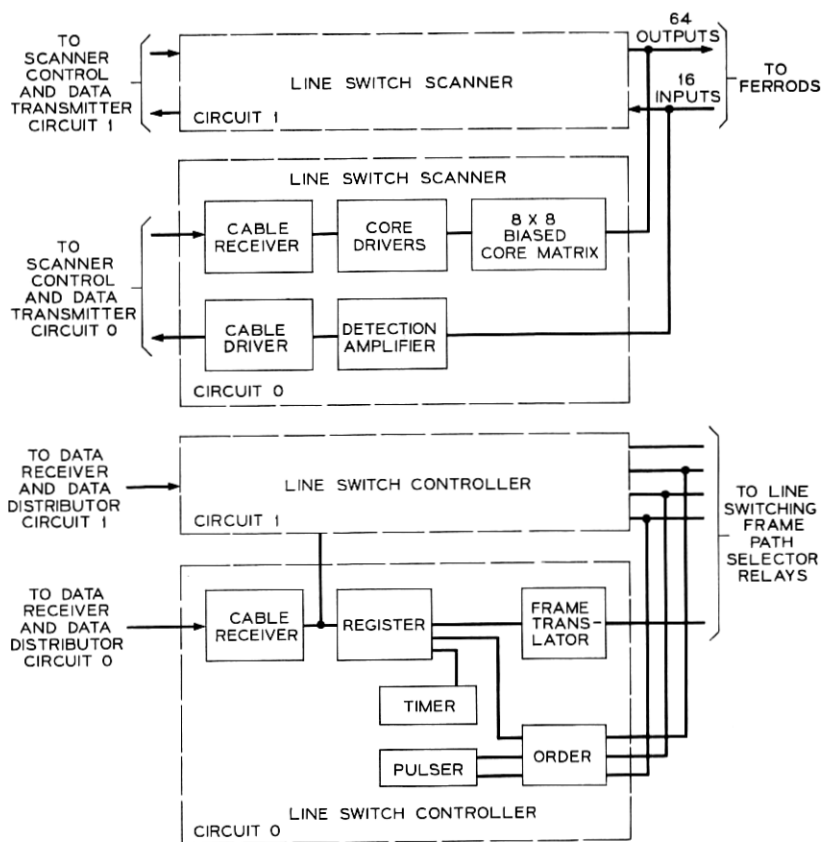 TO
SCANNER
CONTROL
AND DATA
TRANSMITTER
CIRCUIT 1
LINE SWITCH SCANNER
CIRCUIT 1
64
OUTPUTS
16
INPUTS
TO
FERRODS
LINE SWITCH SCANNER
TO
SCANNER
CONTROL
AND DATA
TRANSMITTER
CIRCUIT 0
CABLE
RECEIVER
CORE
DRIVERS
8 X 8
BIASED
CORE MATRIX
CABLE
DRIVER
DETECTION
AMPLIFIER
CIRCUIT 0
TO DATA
RECEIVER
AND DATA
DISTRIBUTOR
CIRCUIT 1
LINE SWITCH CONTROLLER
CIRCUIT 1
TO LINE
SWITCHING
FRAME
PATH
SELECTOR
RELAYS
TO DATA
RECEIVER
AND DATA
DISTRIBUTOR
CIRCUIT 0
CABLE
RECEIVER
REGISTER
FRAME
TRANS-
LATOR
TIMER
PULSER
ORDER
LINE SWITCH CONTROLLER
CIRCUIT 0